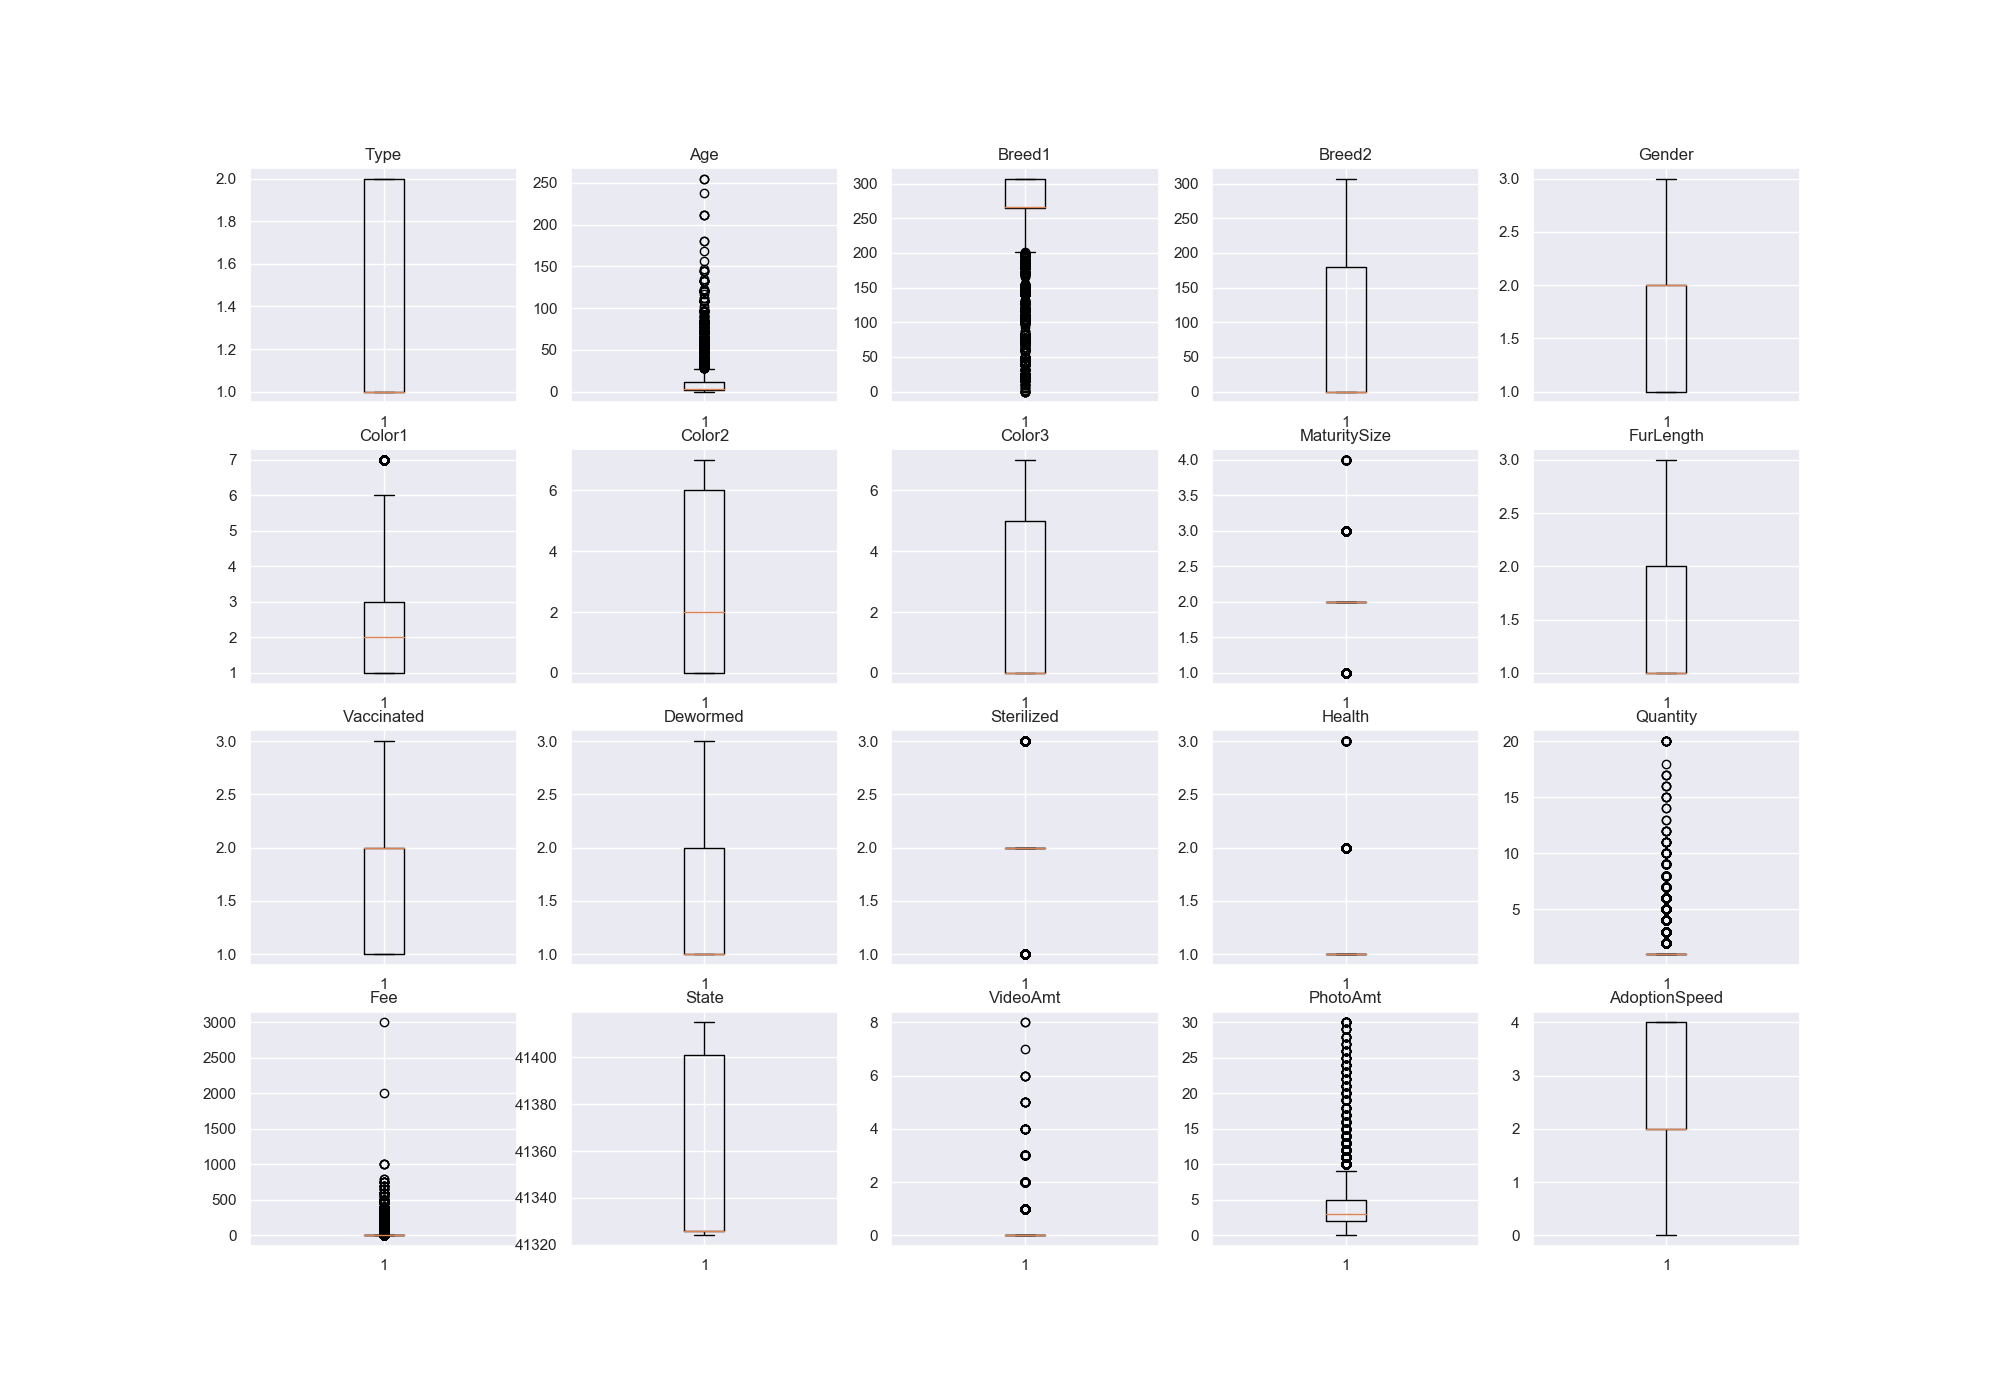 Type Age Breed1 Breed2 Gender
2.0 250 300 300 3.0
1.8 200 250 250 2.5
1.6 150 200 200 2.0
1.4 100 150 150 1.5
1.2 50 100 100 1.0
1.0 0 50 50
0 0
1 1 1 1 1
Color1 Color2 Color3 MaturitySize FurLength
7 6 6 4.0 3.0
6 4 4 3.5 2.5
5 2 2 3.0 2.0
4 0 0 2.5 1.5
3 2.0 1.0
2 1.5
1 1.0
1 1 1 1 1
Vaccinated Dewormed Sterilized Health Quantity
3.0 3.0 3.0 3.0 20
2.5 2.5 2.5 2.5 15
2.0 2.0 2.0 2.0 10
1.5 1.5 1.5 1.5 5
1.0 1.0 1.0 1.0
1 1 1 1 1
Fee State VideoAmt PhotoAmt AdoptionSpeed
3000 41400 8 30 4
2500 41380 6 25 3
2000 41360 4 20 2
1500 41340 2 15 1
1000 41320 0 10 0
500 5
0 0
1 1 1 1 1